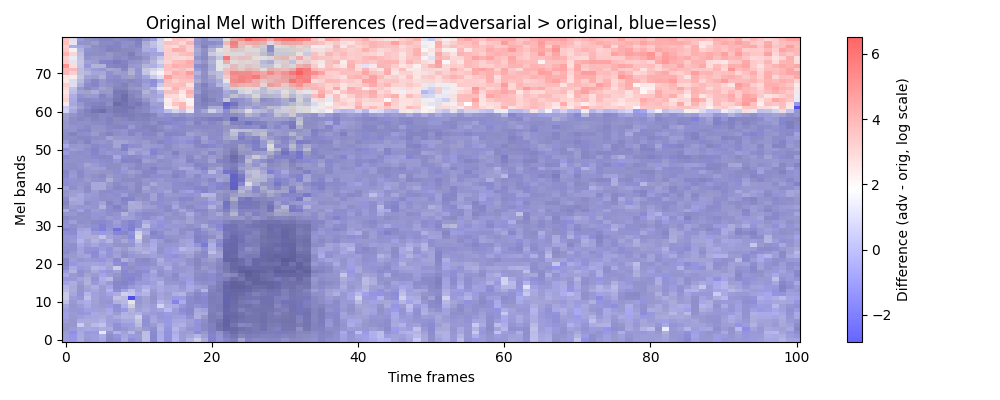 Original Mel with Differences (red=adversarial > original, blue=less)
Mel bands
70
60
50
40
30
20
10
0
0 20 40 60 80 100
Time frames
6
4
2
0
−2
Difference (adv - orig, log scale)